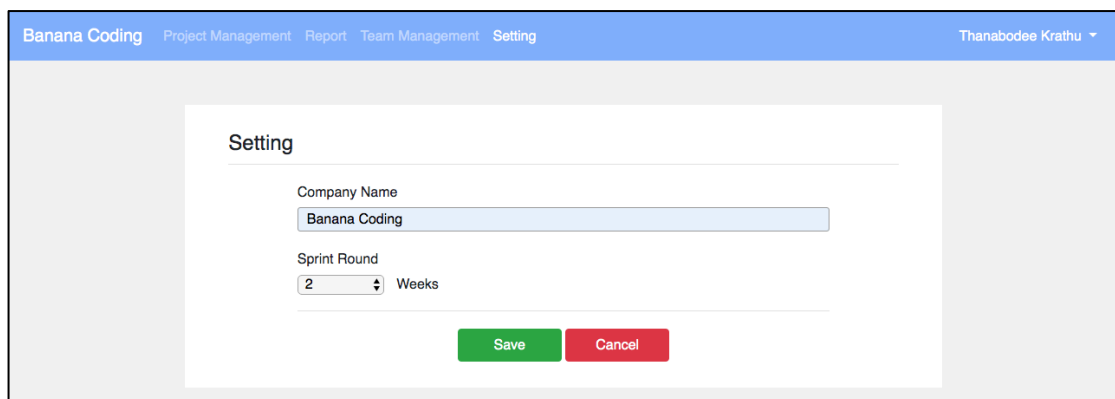 Banana Coding Project Management Report Team Management Setting Thanabodee Krathu
Setting
Company Name
Banana Coding
Sprint Round
2 Weeks
Save Cancel